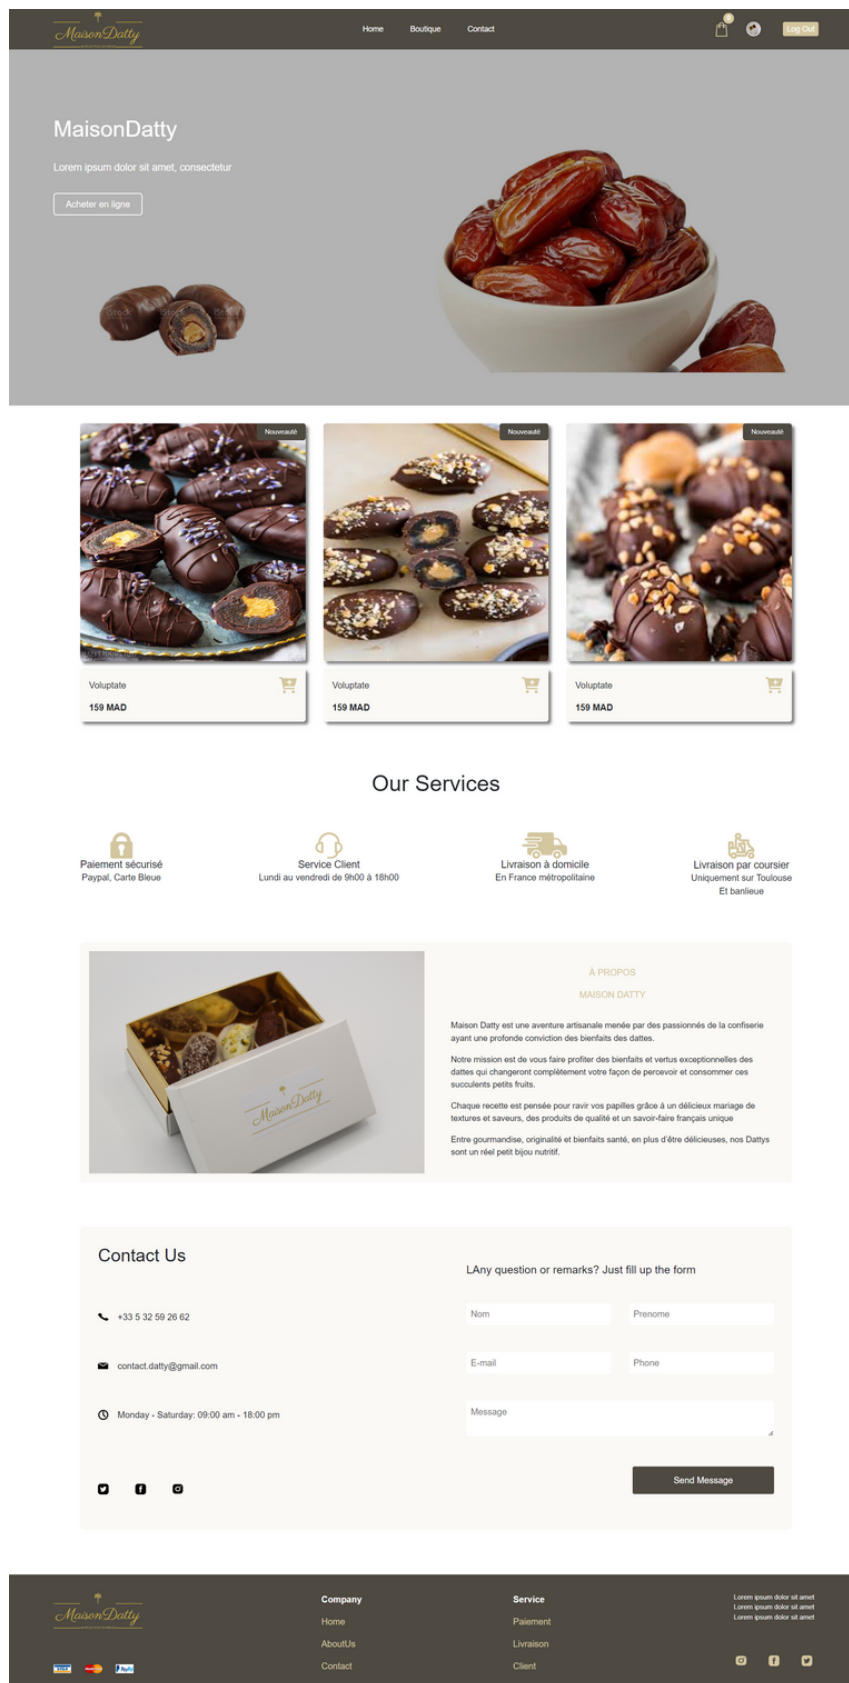 MaisonDatty
Home
Boutique
Contact
0
Log Out
MaisonDatty
Lorem ipsum dolor sit amet, consectetur
Acheter en ligne
iStock
iStock
iStock
Nouveauté
Nouveauté
Nouveauté
Voluptate
159 MAD
Voluptate
159 MAD
Voluptate
159 MAD
Our Services
Paiement sécurisé
Paypal, Carte Bleue
Service Client
Lundi au vendredi de 9h00 à 18h00
Livraison à domicile
En France métropolitaine
Livraison par coursier
Uniquement sur Toulouse
Et banlieue
MaisonDatty
À PROPOS
MAISON DATTY
Maison Datty est une aventure artisanale menée par des passionnés de la confiserie
ayant une profonde conviction des bienfaits des dattes.
Notre mission est de vous faire profiter des bienfaits et vertus exceptionnelles des
dattes qui changeront complètement votre façon de percevoir et consommer ces
succulents petits fruits.
Chaque recette est pensée pour ravir vos papilles grâce à un délicieux mariage de
textures et saveurs, des produits de qualité et un savoir-faire français unique
Entre gourmandise, originalité et bienfaits santé, en plus d'être délicieuses, nos Dattys
sont un réel petit bijou nutritif.
Contact Us
+33 5 32 59 26 62
contact.datty@gmail.com
Monday - Saturday: 09:00 am - 18:00 pm
LAny question or remarks? Just fill up the form
Nom
Prenome
E-mail
Phone
Message
Send Message
MaisonDatty
VISA
PayPal
Company
Home
AboutUs
Contact
Service
Paiement
Livraison
Client
Lorem ipsum dolor sit amet
Lorem ipsum dolor sit amet
Lorem ipsum dolor sit amet